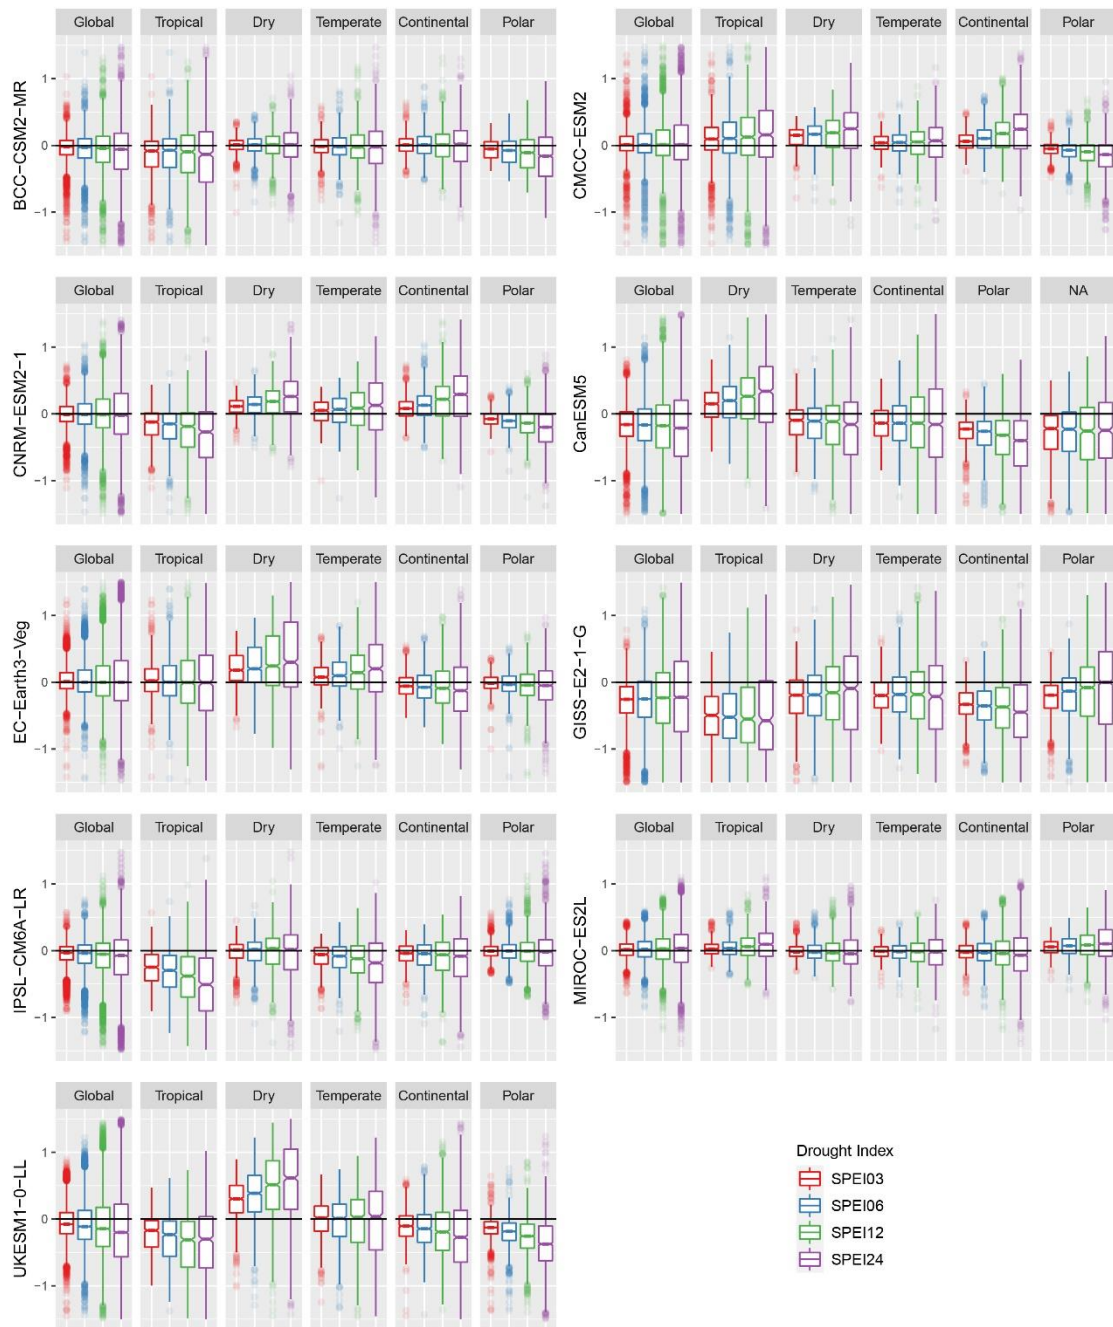 Global Tropical Dry Temperate Continental Polar
BCC-CSM2-MR
1
0
-1
Global Tropical Dry Temperate Continental Polar
CMCC-ESM2
1
0
-1
Global Tropical Dry Temperate Continental Polar
CNRM-ESM2-1
1
0
-1
Global Dry Temperate Continental Polar NA
CanESM5
1
0
-1
Global Tropical Dry Temperate Continental Polar
EC-Earth3-Veg
1
0
-1
Global Tropical Dry Temperate Continental Polar
GISS-E2-1-G
1
0
-1
Global Tropical Dry Temperate Continental Polar
IPSL-CM6A-LR
1
0
-1
Global Tropical Dry Temperate Continental Polar
MIROC-ES2L
1
0
-1
Global Tropical Dry Temperate Continental Polar
UKESM1-0-LL
1
0
-1
Drought Index
SPEI03
SPEI06
SPEI12
SPEI24